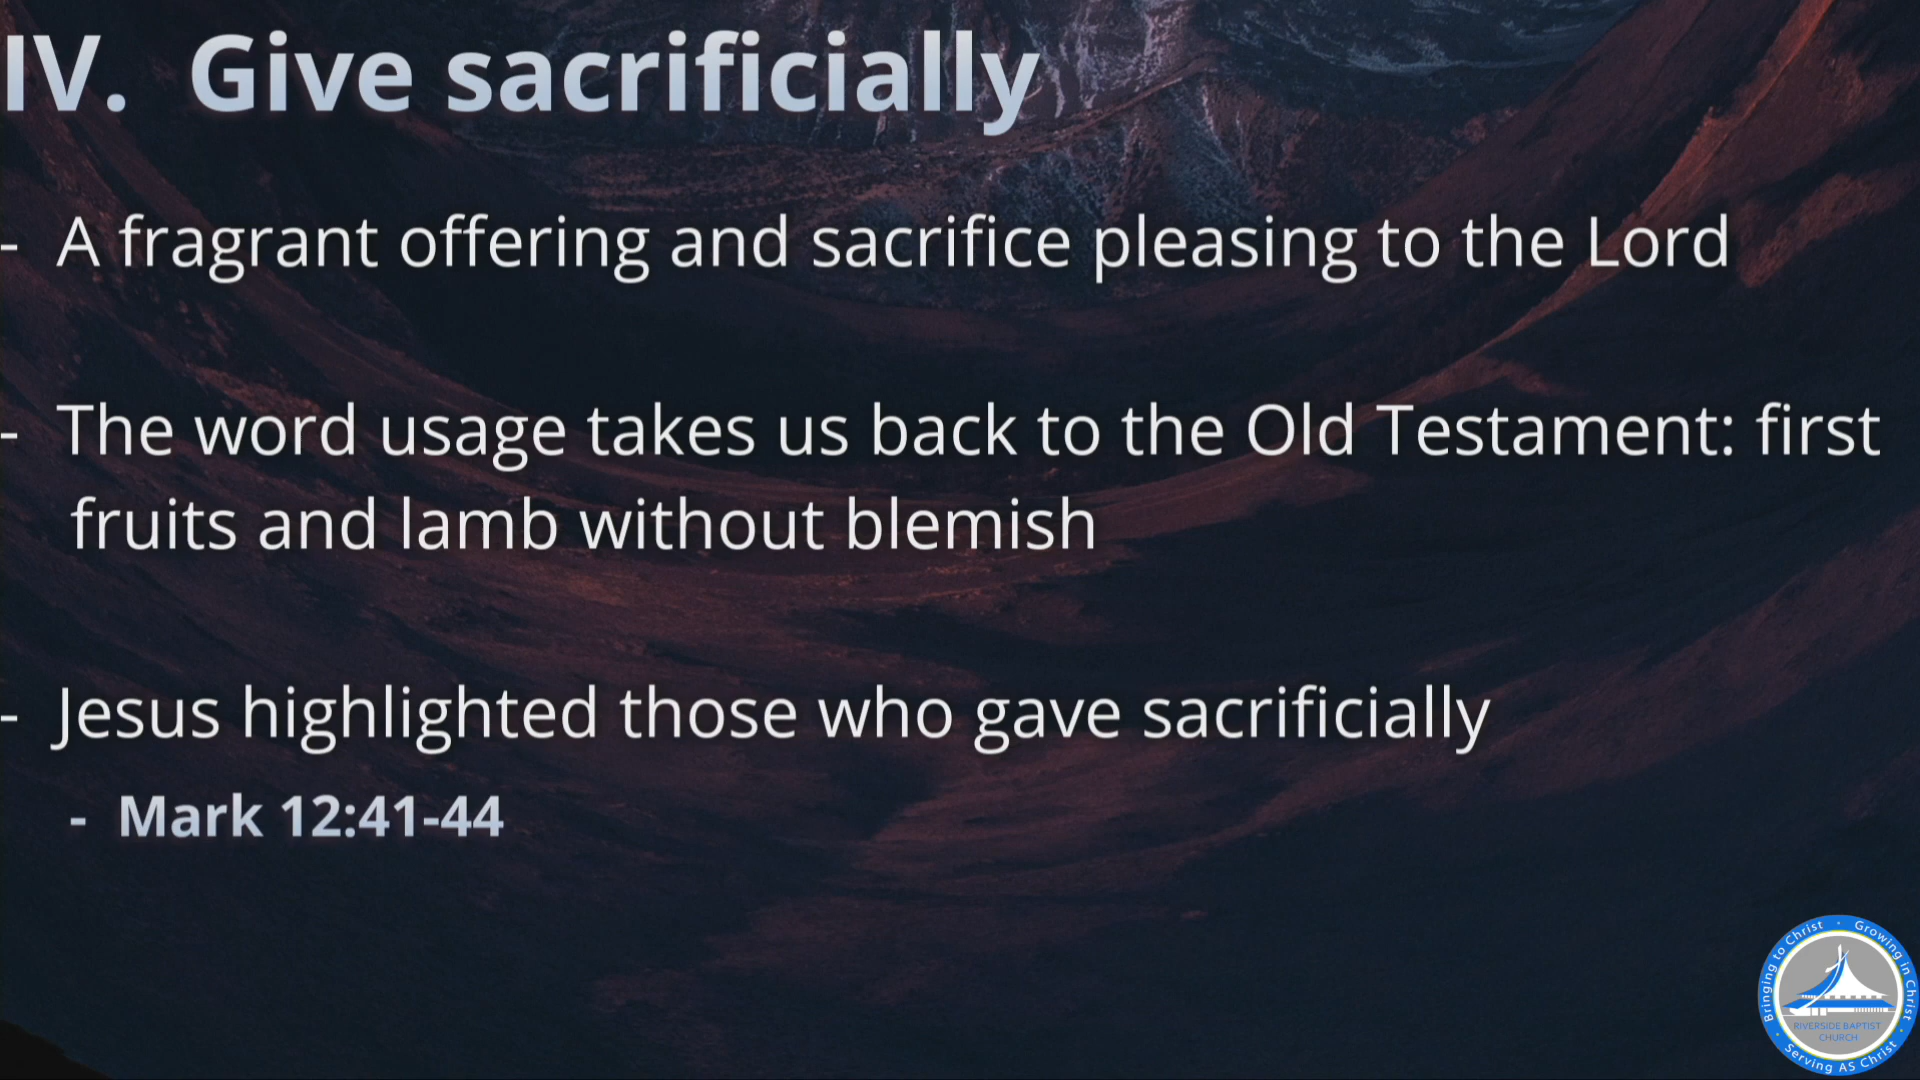 IV. Give sacrificially
- A fragrant offering and sacrifice pleasing to the Lord
- The word usage takes us back to the Old Testament: first
fruits and lamb without blemish
- Jesus highlighted those who gave sacrificially
- Mark 12:41-44
Bringing to Christ · Growing in Christ · Serving AS Christ ·
RIVERSIDE BAPTIST
CHURCH